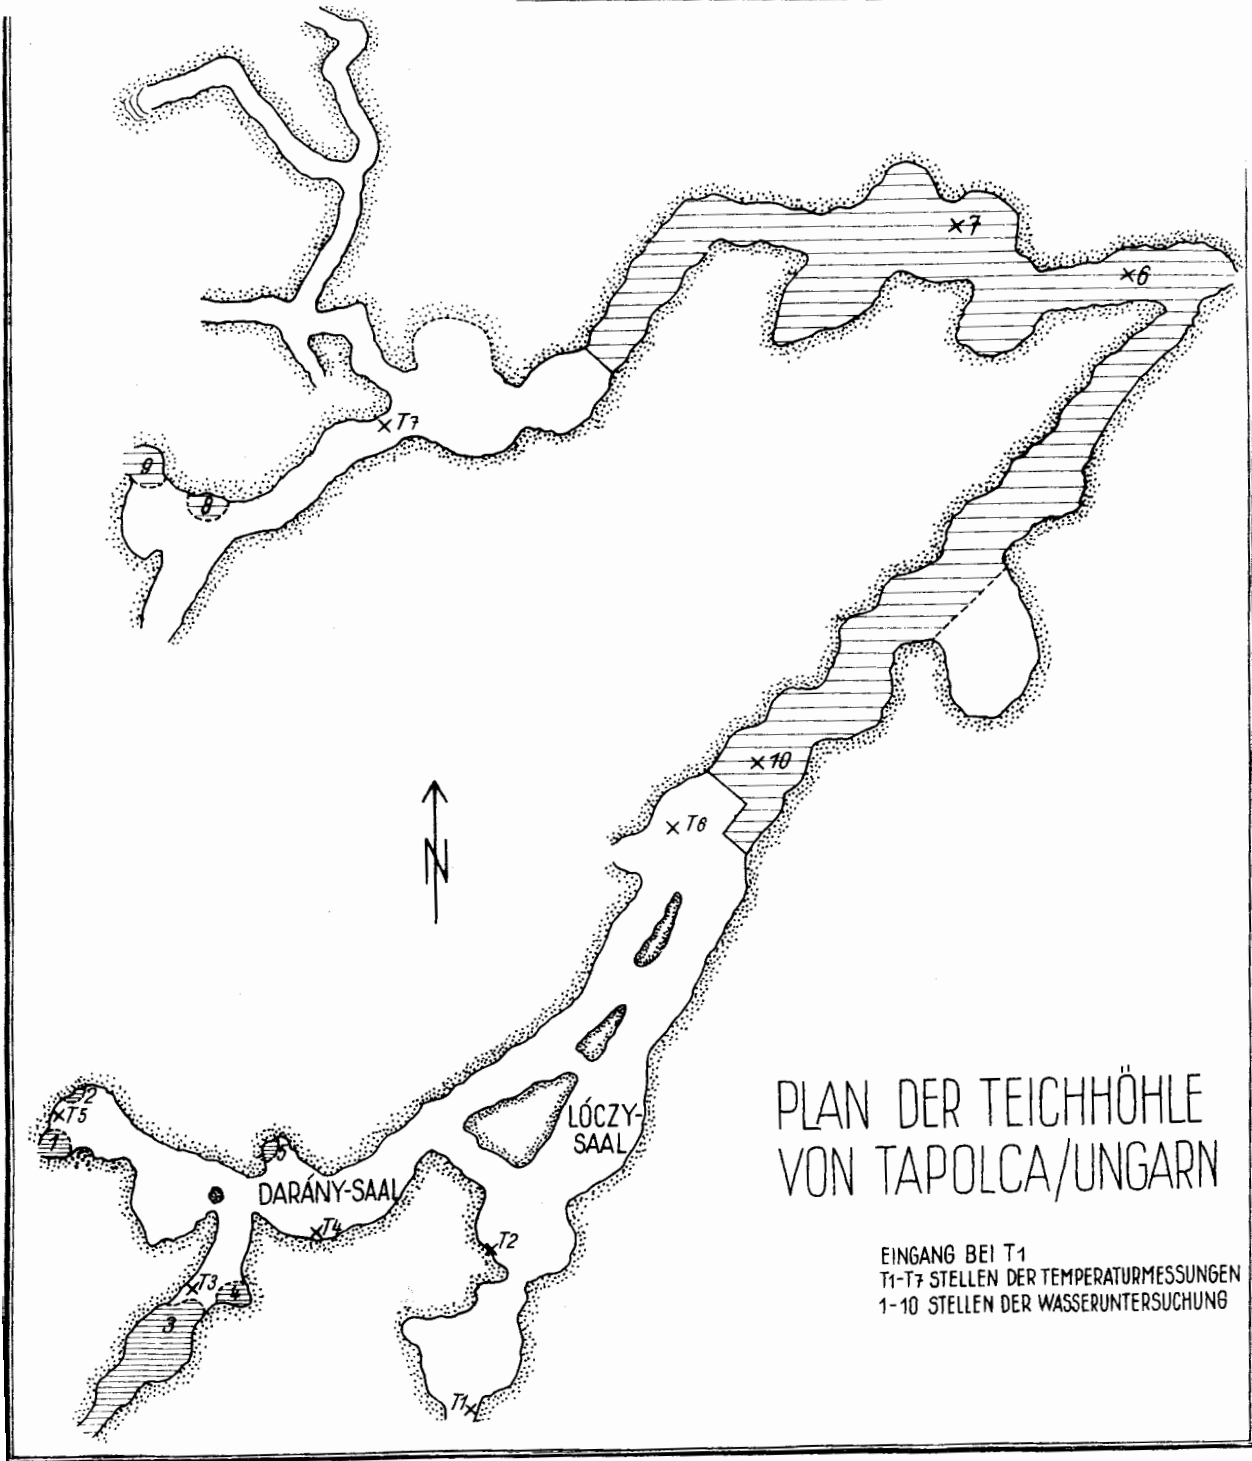 7
6
T7
9
8
10
T6
N
2
T5
1
5
LÓCZY-
SAAL
DARÁNY-SAAL
T4
T2
T3
4
3
T1
PLAN DER TEICHHÖHLE
VON TAPOLCA/UNGARN
EINGANG BEI T1
T1-T7 STELLEN DER TEMPERATURMESSUNGEN
1-10 STELLEN DER WASSERUNTERSUCHUNG